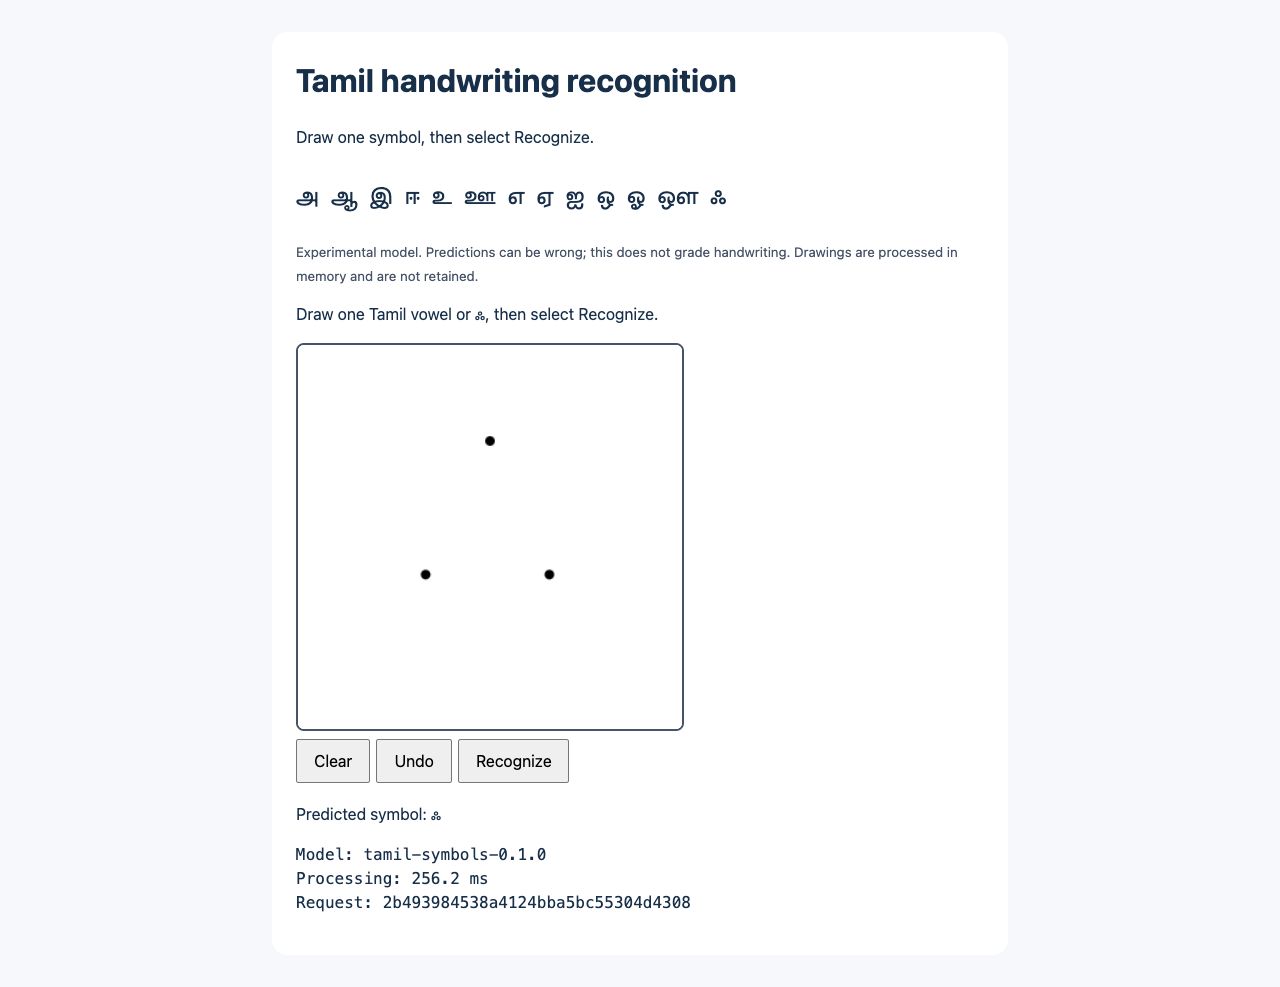 Tamil handwriting recognition
Draw one symbol, then select Recognize.
அ ஆ இ ஈ உ ஊ எ ஏ ஐ ஒ ஓ ஔ ஃ
Experimental model. Predictions can be wrong; this does not grade handwriting. Drawings are processed in
memory and are not retained.
Draw one Tamil vowel or ஃ, then select Recognize.
Clear Undo Recognize
Predicted symbol: ஃ
Model: tamil-symbols-0.1.0
Processing: 256.2 ms
Request: 2b493984538a4124bba5bc55304d4308